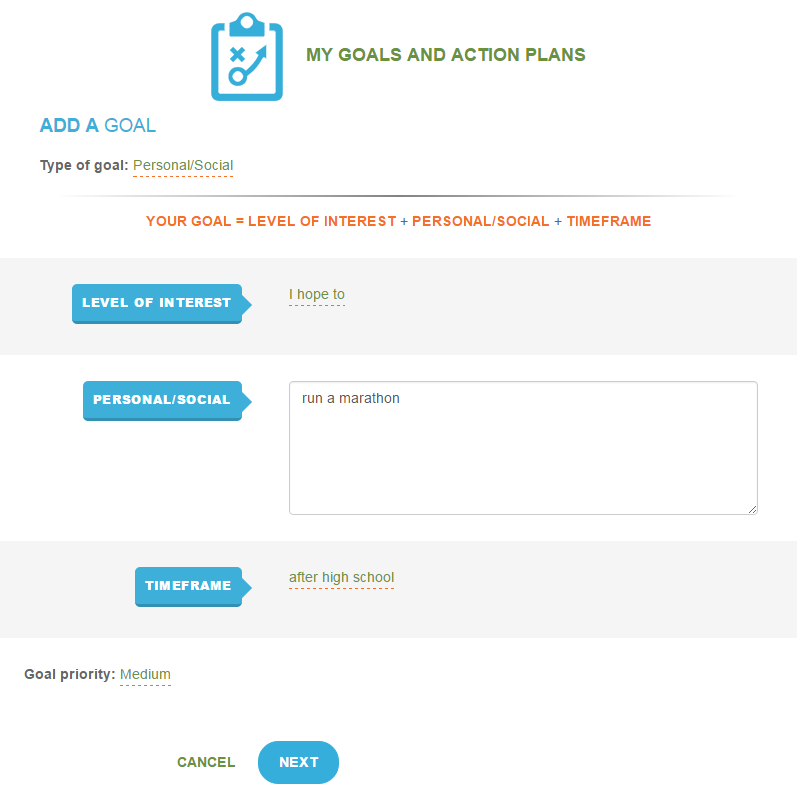 MY GOALS AND ACTION PLANS
ADD A GOAL
Type of goal: Personal/Social
YOUR GOAL = LEVEL OF INTEREST + PERSONAL/SOCIAL + TIMEFRAME
LEVEL OF INTEREST I hope to
PERSONAL/SOCIAL run a marathon
TIMEFRAME after high school
Goal priority: Medium
CANCEL NEXT